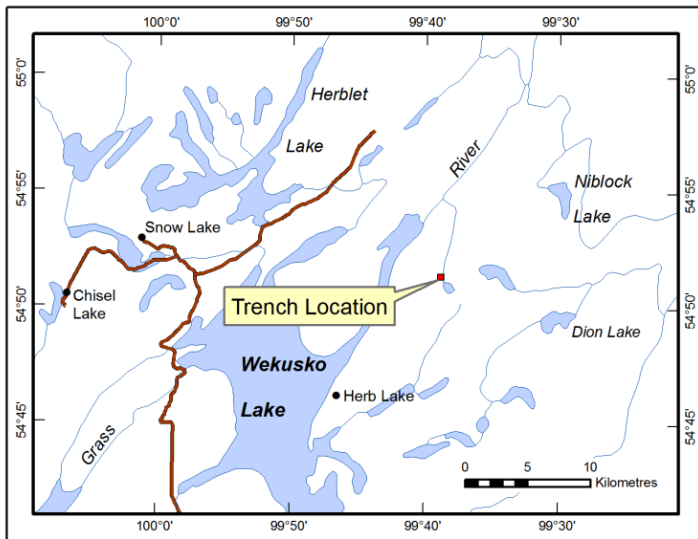 100°0'
99°50'
99°40'
99°30'
55°0'
55°0'
Herblet
Lake
River
54°55'
54°55'
Niblock
Lake
Snow Lake
Chisel
Lake
Trench Location
54°50'
54°50'
Dion Lake
Wekusko
Lake
Herb Lake
54°45'
54°45'
Grass
0 5 10
Kilometres
100°0'
99°50'
99°40'
99°30'